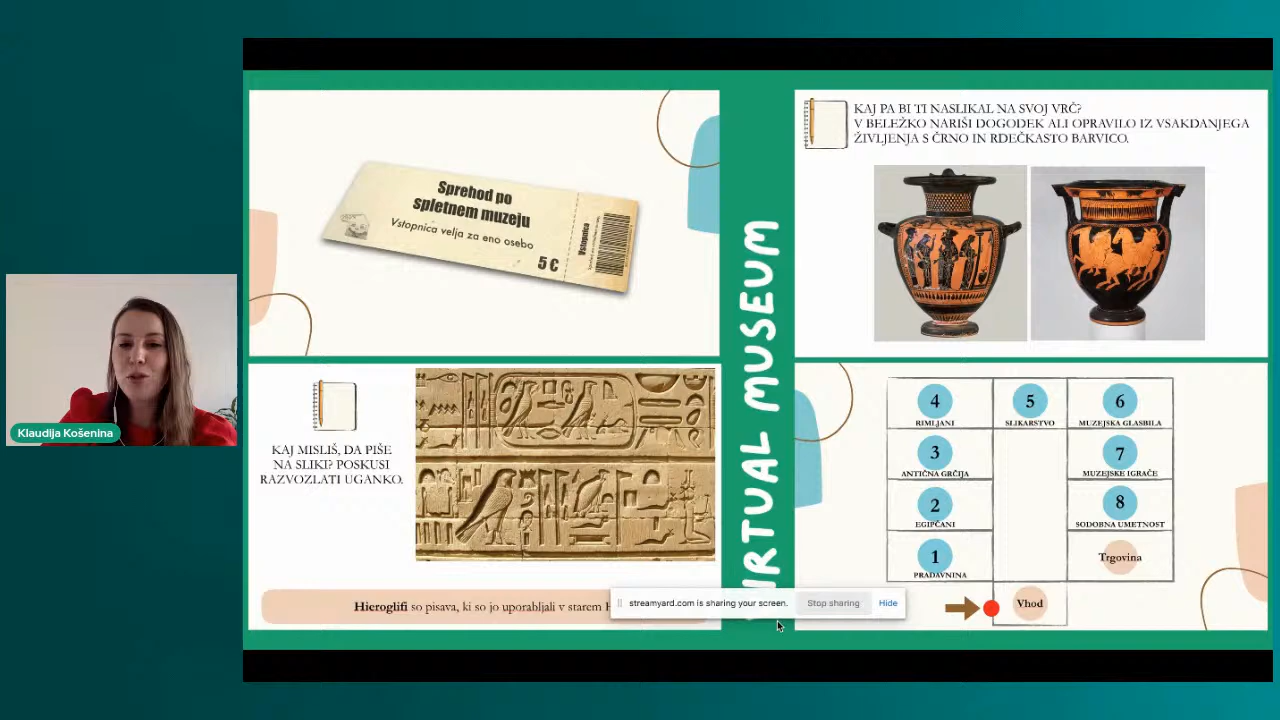 Klaudija Košenina
Sprehod po
spletnem muzeju
Vstopnica velja za eno osebo
5 €
Vstopnica
KAJ PA BI TI NASLIKAL NA SVOJ VRČ?
V BELEŽKO NARIŠI DOGODEK ALI OPRAVILO IZ VSAKDANJEGA
ŽIVLJENJA S ČRNO IN RDEČKASTO BARVICO.
VIRTUAL MUSEUM
KAJ MISLIŠ, DA PIŠE
NA SLIKI? POSKUSI
RAZVOZLATI UGANKO.
Hieroglifi so pisava, ki so jo uporabljali v starem
4
RIMLJANI
5
SLIKARSTVO
6
MUZEJSKA GLASBILA
3
ANTIČNA GRČIJA
7
MUZEJSKE IGRAČE
2
EGIPČANI
8
SODOBNA UMETNOST
1
PRADAVNINA
Trgovina
Vhod
streamyard.com is sharing your screen.
Stop sharing
Hide